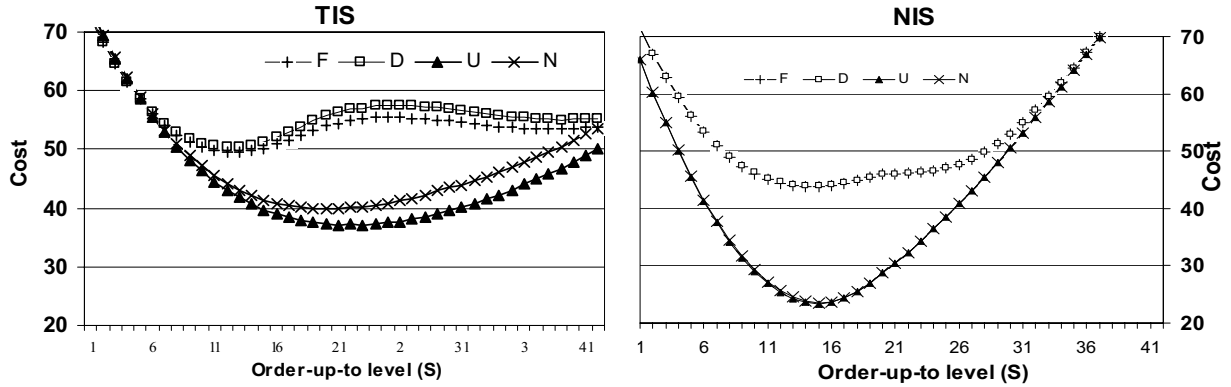 TIS
70
60
50
40
30
20
Cost
F D U N
1 6 11 16 21 2 31 3 41
Order-up-to level (S)
NIS
F D U N
70
60
50
40
30
20
Cost
1 6 11 16 21 26 31 36 41
Order-up-to level (S)